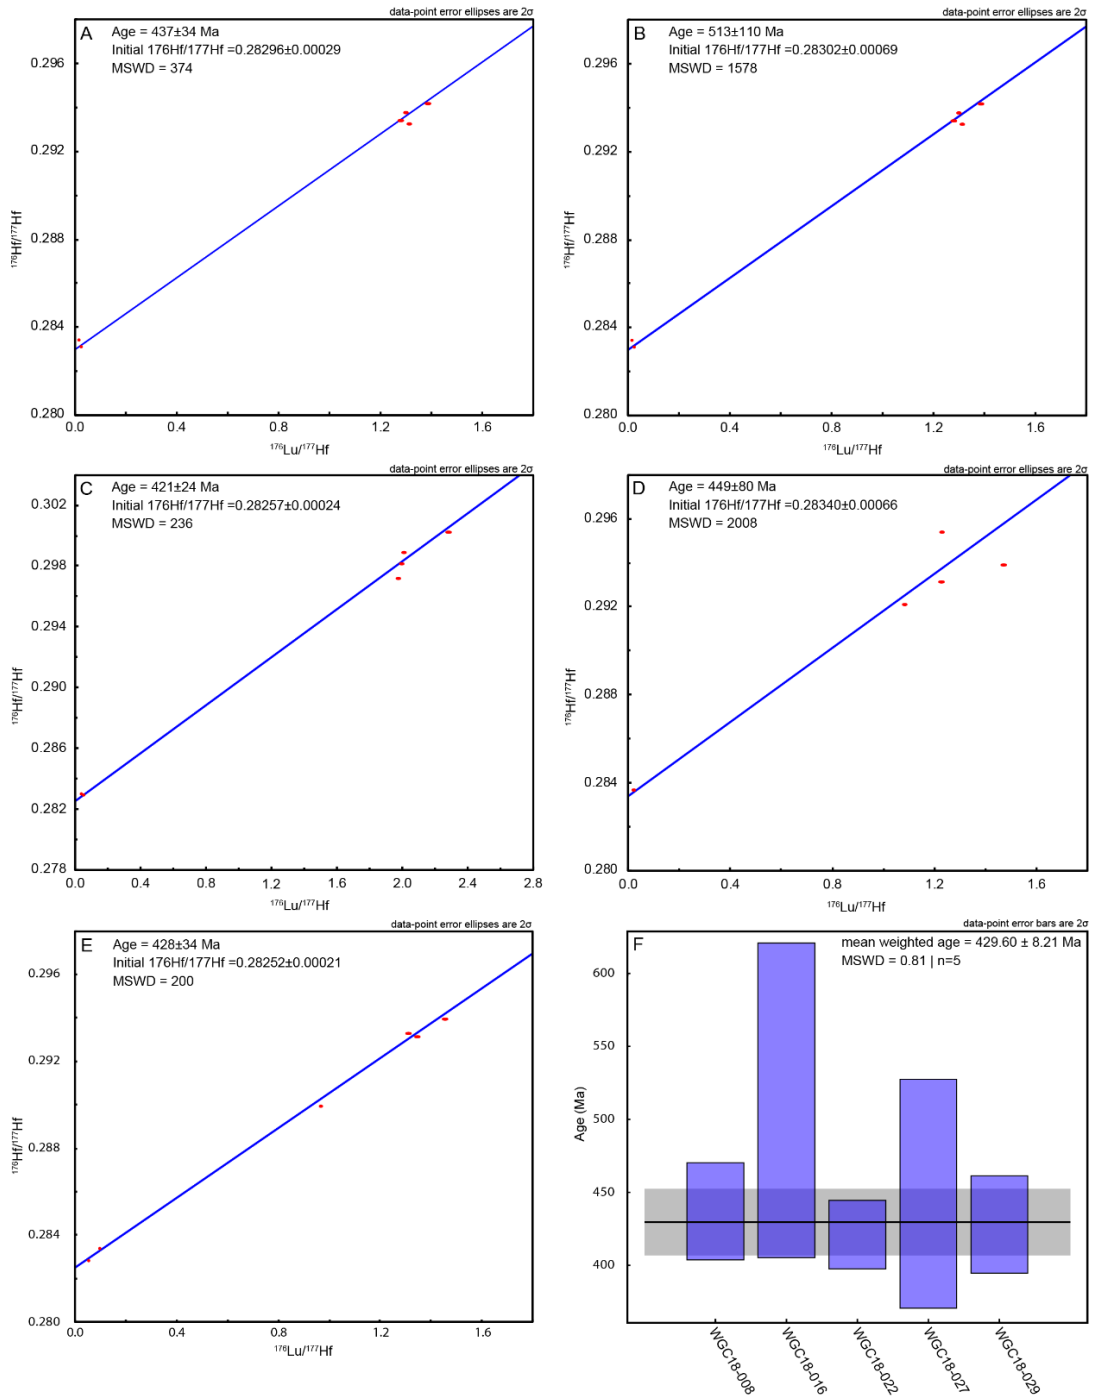 data-point error ellipses are 2σ
A
Age = 437±34 Ma
Initial 176Hf/177Hf =0.28296±0.00029
MSWD = 374
0.296
0.292
0.288
0.284
0.280
176Hf/177Hf
0.0 0.4 0.8 1.2 1.6
176Lu/177Hf
data-point error ellipses are 2σ
B
Age = 513±110 Ma
Initial 176Hf/177Hf =0.28302±0.00069
MSWD = 1578
0.296
0.292
0.288
0.284
0.280
176Hf/177Hf
0.0 0.4 0.8 1.2 1.6
176Lu/177Hf
data-point error ellipses are 2σ
C
Age = 421±24 Ma
Initial 176Hf/177Hf =0.28257±0.00024
MSWD = 236
0.302
0.298
0.294
0.290
0.286
0.282
0.278
176Hf/177Hf
0.0 0.4 0.8 1.2 1.6 2.0 2.4 2.8
176Lu/177Hf
data-point error ellipses are 2σ
D
Age = 449±80 Ma
Initial 176Hf/177Hf =0.28340±0.00066
MSWD = 2008
0.296
0.292
0.288
0.284
0.280
176Hf/177Hf
0.0 0.4 0.8 1.2 1.6
176Lu/177Hf
data-point error ellipses are 2σ
E
Age = 428±34 Ma
Initial 176Hf/177Hf =0.28252±0.00021
MSWD = 200
0.296
0.292
0.288
0.284
0.280
176Hf/177Hf
0.0 0.4 0.8 1.2 1.6
176Lu/177Hf
data-point error bars are 2σ
F
mean weighted age = 429.60 ± 8.21 Ma
MSWD = 0.81 | n=5
600
550
500
450
400
Age (Ma)
WGC18-008
WGC18-016
WGC18-022
WGC18-027
WGC18-029